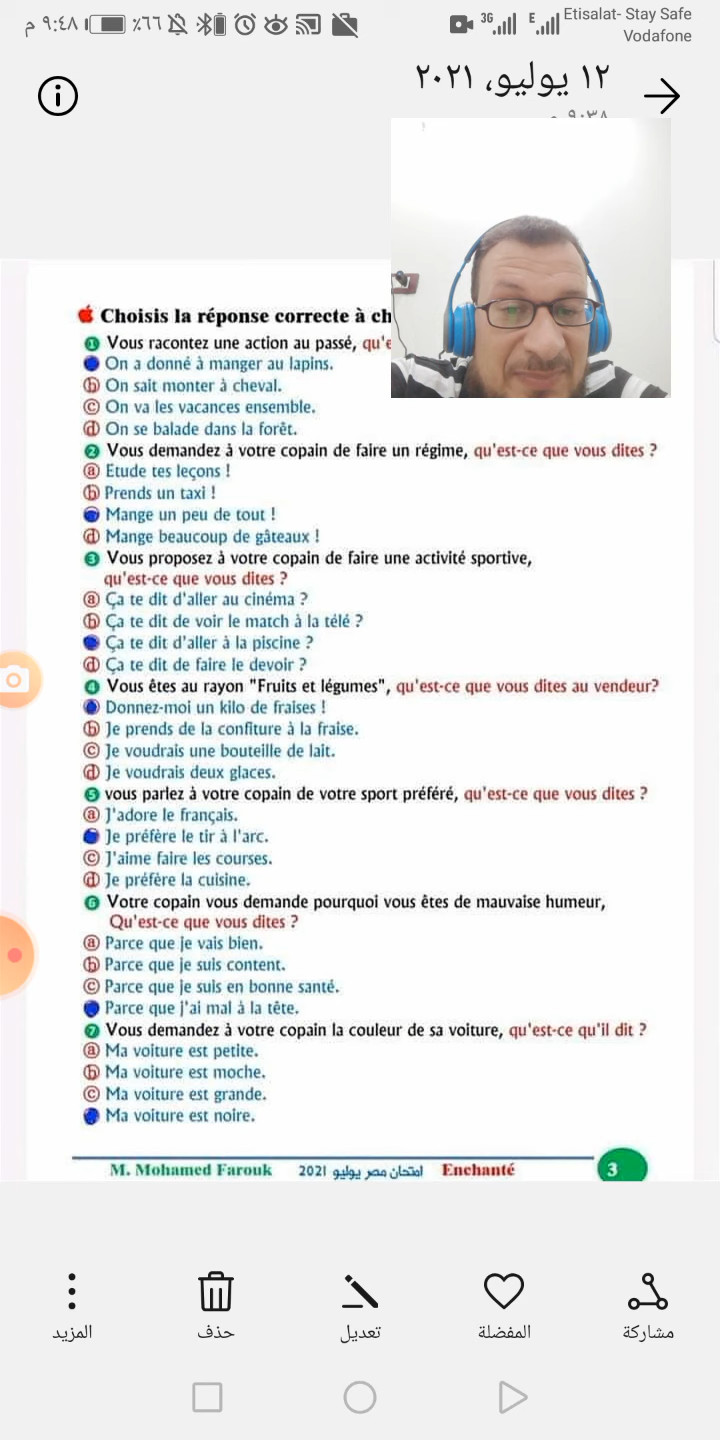 م ٩:٤٨ ٪٦٦ 3G E Etisalat- Stay Safe
Vodafone
١٢ يوليو، ٢٠٢١
Choisis la réponse correcte à
1 Vous racontez une action au passé,
On a donné à manger au lapins.
b On sait monter à cheval.
c On va les vacances ensemble.
d On se balade dans la forêt.
2 Vous demandez à votre copain de faire un régime, qu'est-ce que vous dites ?
a Etude tes leçons !
b Prends un taxi !
Mange un peu de tout !
d Mange beaucoup de gâteaux !
3 Vous proposez à votre copain de faire une activité sportive,
qu'est-ce que vous dites ?
a Ça te dit d'aller au cinéma ?
b Ça te dit de voir le match à la télé ?
Ça te dit d'aller à la piscine ?
d Ça te dit de faire le devoir ?
4 Vous êtes au rayon "Fruits et légumes", qu'est-ce que vous dites au vendeur?
Donnez-moi un kilo de fraises !
b Je prends de la confiture à la fraise.
c Je voudrais une bouteille de lait.
d Je voudrais deux glaces.
5 vous parlez à votre copain de votre sport préféré, qu'est-ce que vous dites ?
a J'adore le français.
Je préfère le tir à l'arc.
c J'aime faire les courses.
d Je préfère la cuisine.
6 Votre copain vous demande pourquoi vous êtes de mauvaise humeur,
Qu'est-ce que vous dites ?
a Parce que je vais bien.
b Parce que je suis content.
c Parce que je suis en bonne santé.
Parce que j'ai mal à la tête.
7 Vous demandez à votre copain la couleur de sa voiture, qu'est-ce qu'il dit ?
a Ma voiture est petite.
b Ma voiture est moche.
c Ma voiture est grande.
Ma voiture est noire.
M. Mohamed Farouk امتحان مصر يوليو 2021 Enchanté 3
مشاركة المفضلة تعديل حذف المزيد